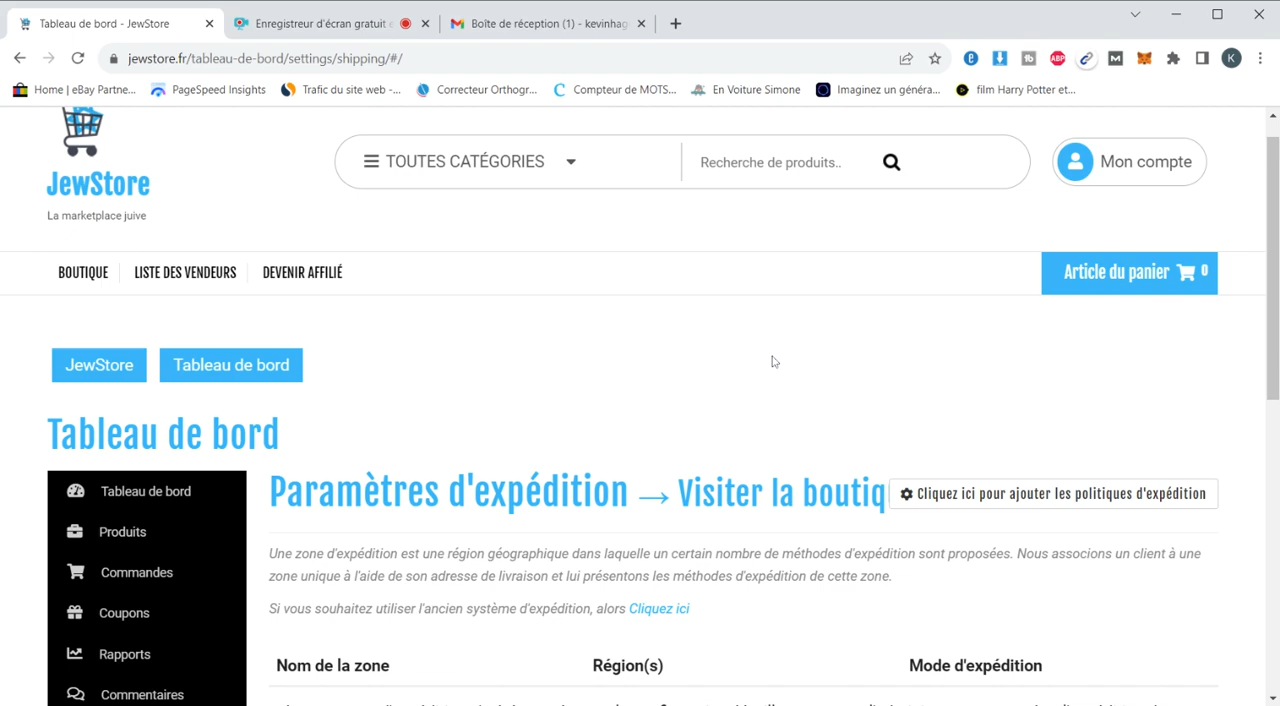 Tableau de bord - JewStore
Enregistreur d'écran gratuit e
Boîte de réception (1) - kevinhag
jewstore.fr/tableau-de-bord/settings/shipping/#/
ABP
K
Home | eBay Partne...
PageSpeed Insights
Trafic du site web -...
Correcteur Orthogr...
Compteur de MOTS...
En Voiture Simone
Imaginez un généra...
film Harry Potter et...
JewStore
La marketplace juive
TOUTES CATÉGORIES
Recherche de produits..
Mon compte
BOUTIQUE
LISTE DES VENDEURS
DEVENIR AFFILIÉ
Article du panier 0
JewStore
Tableau de bord
Tableau de bord
Tableau de bord
Produits
Commandes
Coupons
Rapports
Commentaires
Paramètres d'expédition → Visiter la boutiq
Cliquez ici pour ajouter les politiques d'expédition
Une zone d'expédition est une région géographique dans laquelle un certain nombre de méthodes d'expédition sont proposées. Nous associons un client à une
zone unique à l'aide de son adresse de livraison et lui présentons les méthodes d'expédition de cette zone.
Si vous souhaitez utiliser l'ancien système d'expédition, alors Cliquez ici
Nom de la zone
Région(s)
Mode d'expédition